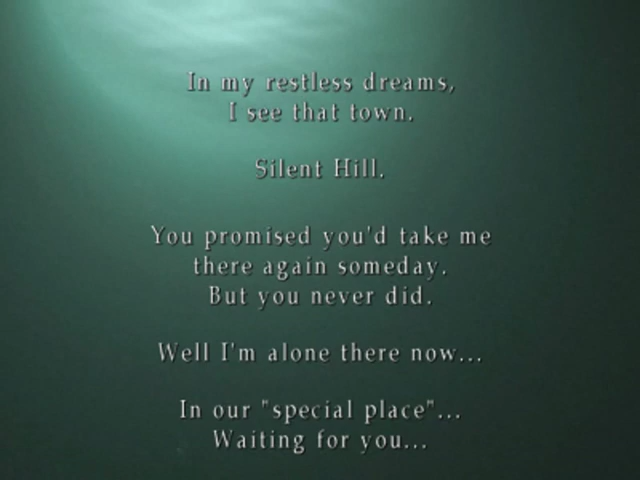 In my restless dreams,
I see that town.
Silent Hill.
You promised you'd take me
there again someday.
But you never did.
Well I'm alone there now...
In our "special place"...
Waiting for you...